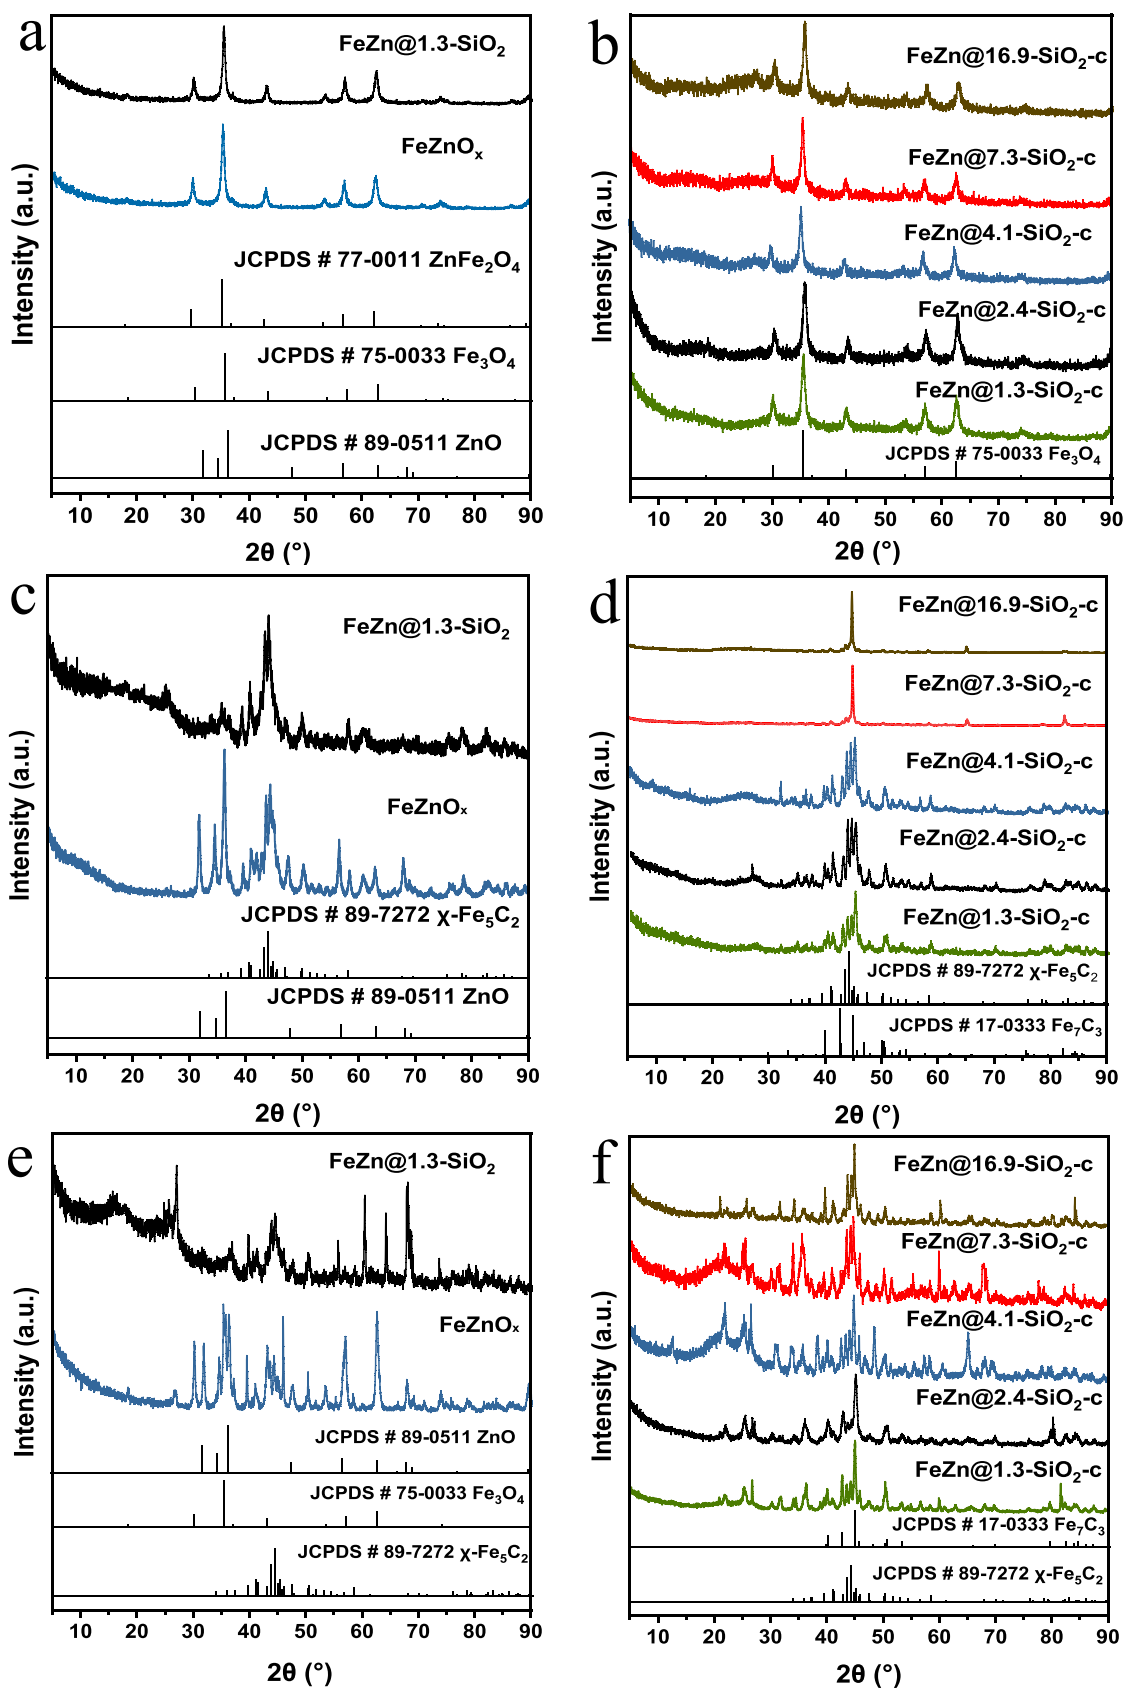 a
FeZn@1.3-SiO₂
FeZnOₓ
JCPDS # 77-0011 ZnFe₂O₄
JCPDS # 75-0033 Fe₃O₄
JCPDS # 89-0511 ZnO
Intensity (a.u.)
10 20 30 40 50 60 70 80 90
2θ (°)
b
FeZn@16.9-SiO₂-c
FeZn@7.3-SiO₂-c
FeZn@4.1-SiO₂-c
FeZn@2.4-SiO₂-c
FeZn@1.3-SiO₂-c
JCPDS # 75-0033 Fe₃O₄
Intensity (a.u.)
10 20 30 40 50 60 70 80 90
2θ (°)
c
FeZn@1.3-SiO₂
FeZnOₓ
JCPDS # 89-7272 χ-Fe₅C₂
JCPDS # 89-0511 ZnO
Intensity (a.u.)
10 20 30 40 50 60 70 80 90
2θ (°)
d
FeZn@16.9-SiO₂-c
FeZn@7.3-SiO₂-c
FeZn@4.1-SiO₂-c
FeZn@2.4-SiO₂-c
FeZn@1.3-SiO₂-c
JCPDS # 89-7272 χ-Fe₅C₂
JCPDS # 17-0333 Fe₇C₃
Intensity (a.u.)
10 20 30 40 50 60 70 80 90
2θ (°)
e
FeZn@1.3-SiO₂
FeZnOₓ
JCPDS # 89-0511 ZnO
JCPDS # 75-0033 Fe₃O₄
JCPDS # 89-7272 χ-Fe₅C₂
Intensity (a.u.)
10 20 30 40 50 60 70 80 90
2θ (°)
f
FeZn@16.9-SiO₂-c
FeZn@7.3-SiO₂-c
FeZn@4.1-SiO₂-c
FeZn@2.4-SiO₂-c
FeZn@1.3-SiO₂-c
JCPDS # 17-0333 Fe₇C₃
JCPDS # 89-7272 χ-Fe₅C₂
Intensity (a.u.)
10 20 30 40 50 60 70 80 90
2θ (°)